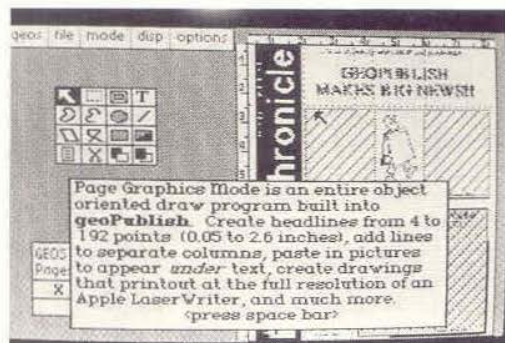 geos file mode disp options
hronicle
GEOPUBLISH
MAKES BIG NEWS!!
T
Page Graphics Mode is an entire object
oriented draw program built into
geoPublish. Create headlines from 4 to
192 points (0.05 to 2.6 inches), add lines
to separate columns, paste in pictures
to appear under text, create drawings
that printout at the full resolution of an
Apple LaserWriter, and much more.
<press space bar>
GEOS
Pages
X